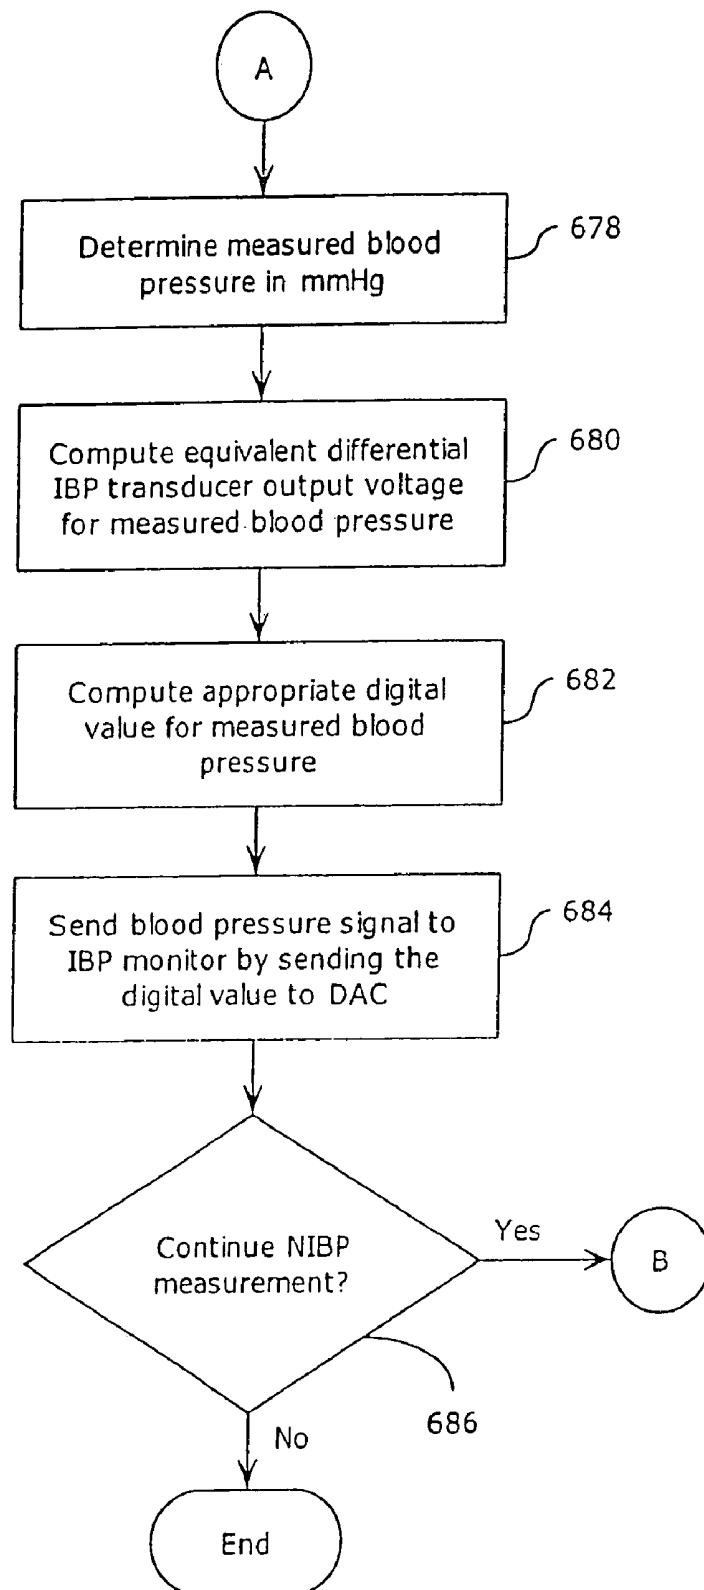 A
Determine measured blood
pressure in mmHg
678
Compute equivalent differential
IBP transducer output voltage
for measured blood pressure
680
Compute appropriate digital
value for measured blood
pressure
682
Send blood pressure signal to
IBP monitor by sending the
digital value to DAC
684
Continue NIBP
measurement?
Yes
B
686
No
End